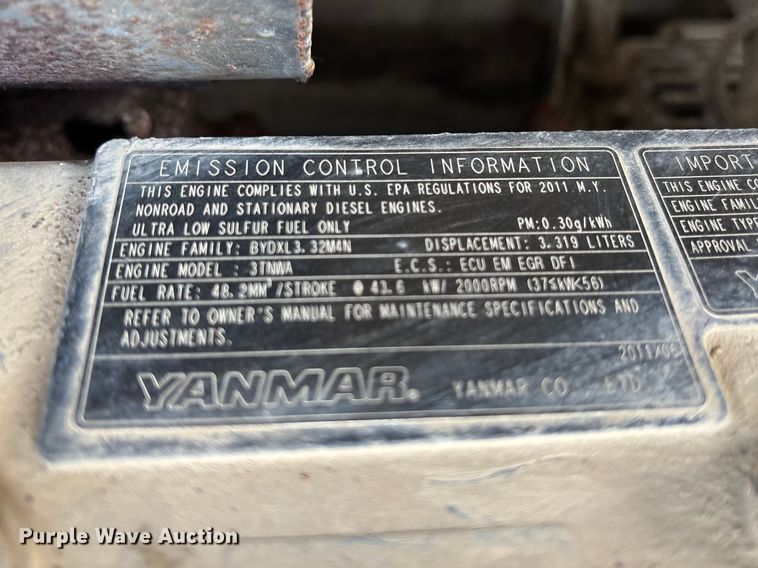 EMISSION CONTROL INFORMATION
THIS ENGINE COMPLIES WITH U.S. EPA REGULATIONS FOR 2011 M.Y.
NONROAD AND STATIONARY DIESEL ENGINES.
ULTRA LOW SULFUR FUEL ONLY PM:0.30g/kWh
ENGINE FAMILY: BYDXL3.32M4N DISPLACEMENT: 3.319 LITERS
ENGINE MODEL : 3TNWA E.C.S.: ECU EM EGR DFI
FUEL RATE: 48.2MM³/STROKE @ 43.6 kW/ 2000RPM (37≤kW<56)
REFER TO OWNER'S MANUAL FOR MAINTENANCE SPECIFICATIONS AND
ADJUSTMENTS.
2011/06
YANMAR® YANMAR CO LTD
IMPORT
THIS ENGINE CO
ENGINE FAMIL
ENGINE TYPE
APPROVAL
YA
Purple Wave Auction